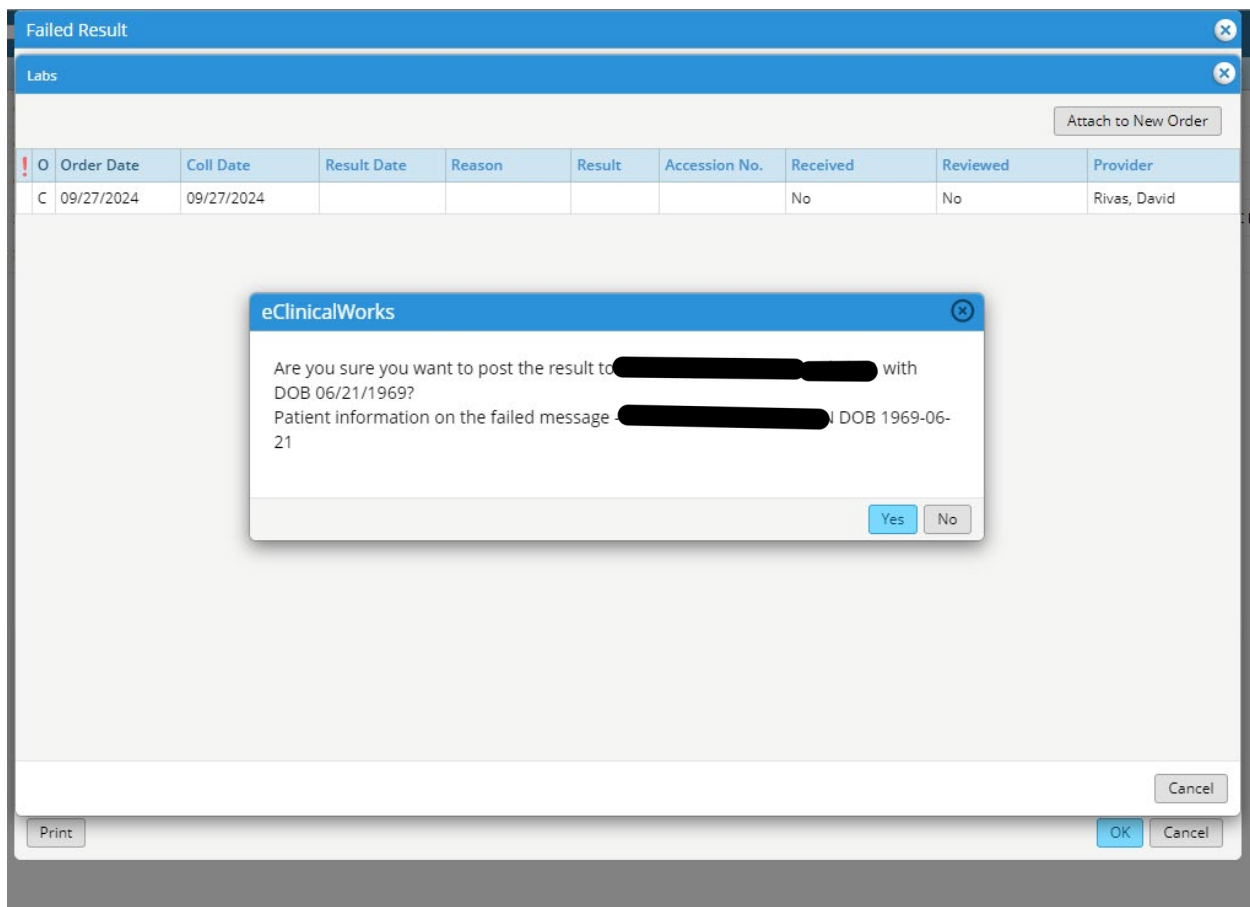 Failed Result
Labs
Attach to New Order
! O Order Date Coll Date Result Date Reason Result Accession No. Received Reviewed Provider
C 09/27/2024 09/27/2024 No No Rivas, David
eClinicalWorks
Are you sure you want to post the result to with
DOB 06/21/1969?
Patient information on the failed message - DOB 1969-06-
21
Yes No
Cancel
Print OK Cancel